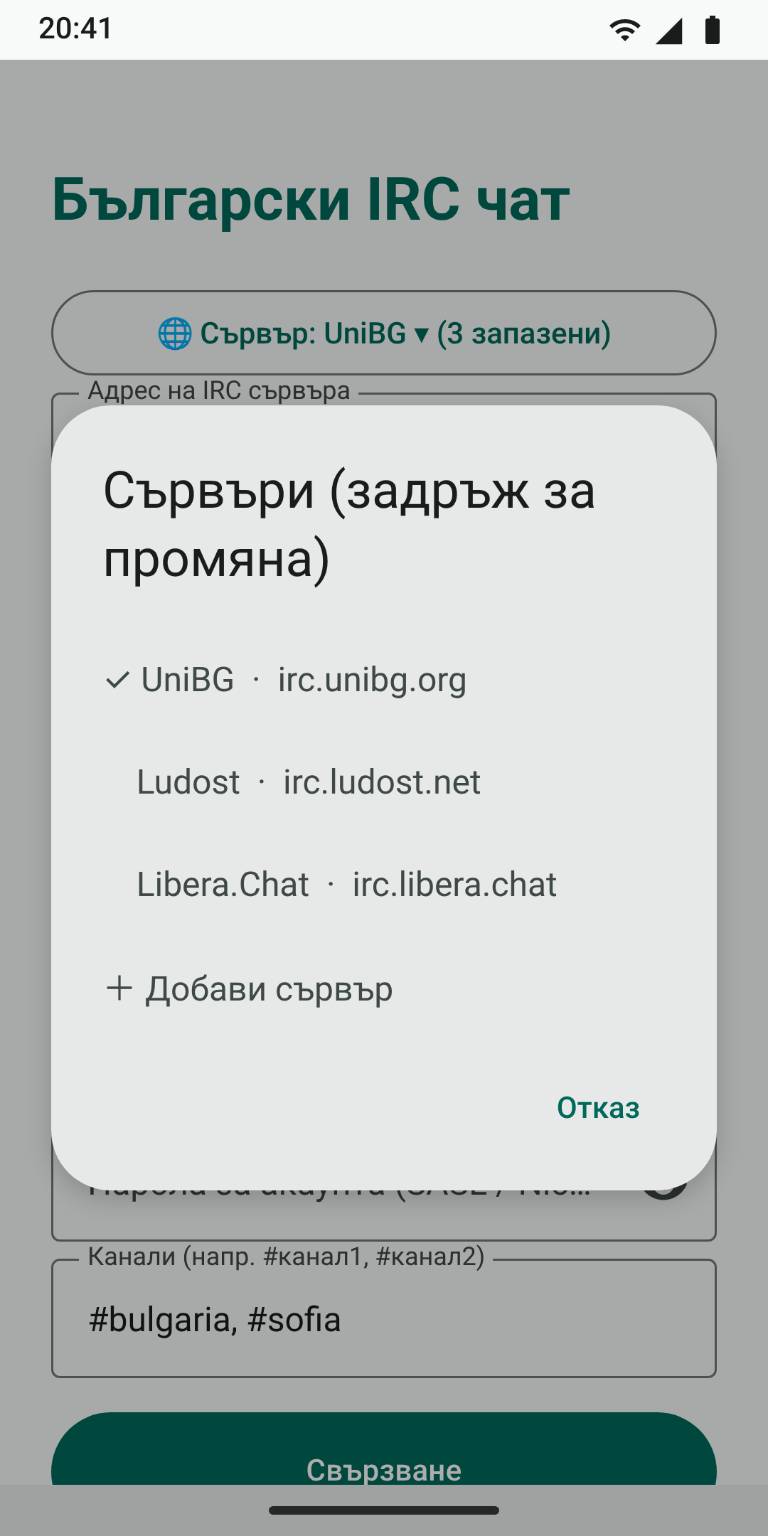 20:41
Български IRC чат
Сървър: UniBG ▾ (3 запазени)
Адрес на IRC сървъра
Сървъри (задръж за
промяна)
✓ UniBG · irc.unibg.org
Ludost · irc.ludost.net
Libera.Chat · irc.libera.chat
+ Добави сървър
Отказ
Канали (напр. #канал1, #канал2)
#bulgaria, #sofia
Свързване